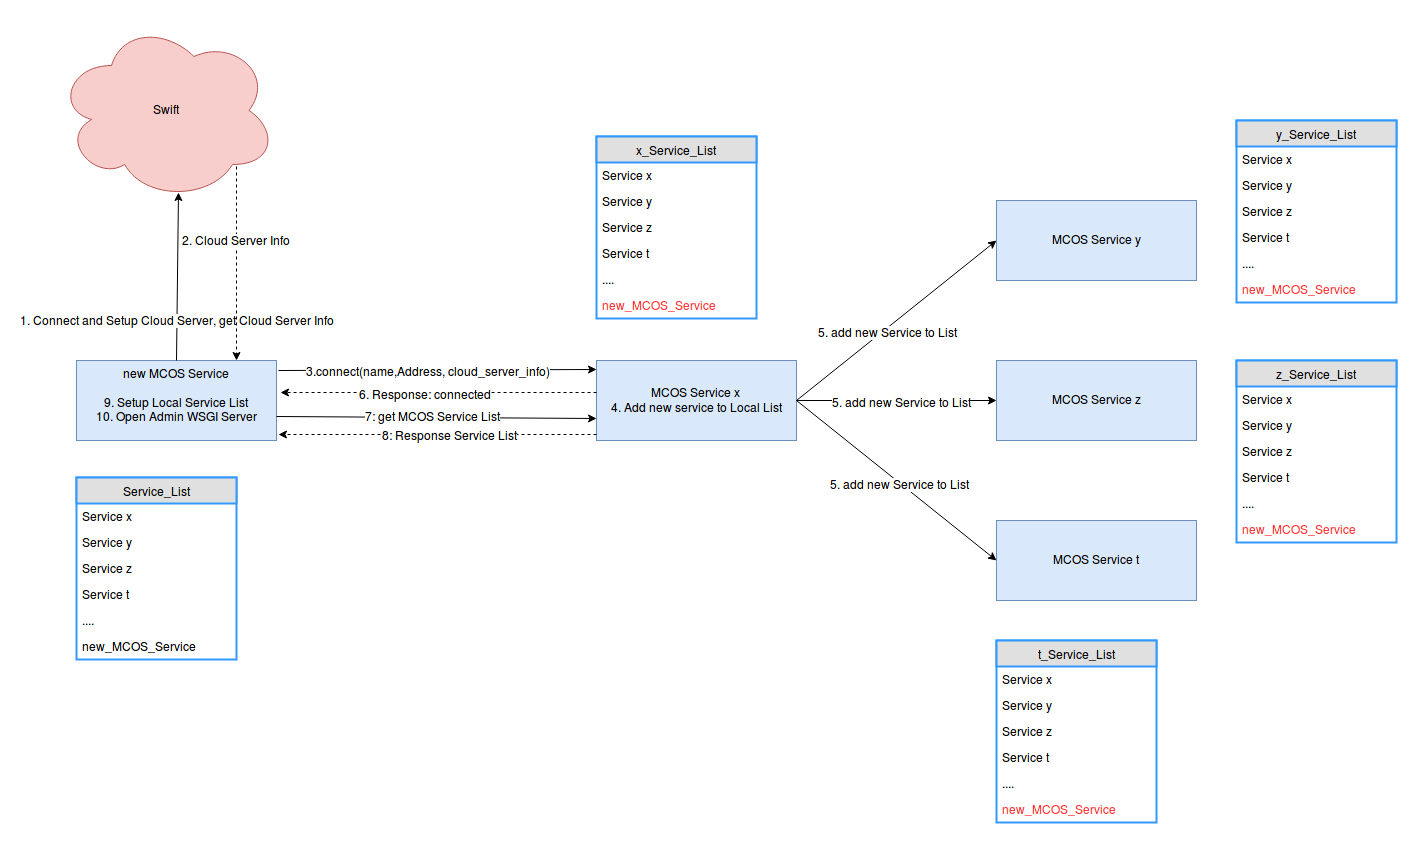 Swift
2. Cloud Server Info
1. Connect and Setup Cloud Server, get Cloud Server Info
new MCOS Service
9. Setup Local Service List
10. Open Admin WSGI Server
3.connect(name,Address, cloud_server_info)
6. Response: connected
7: get MCOS Service List
8: Response Service List
Service_List
Service x
Service y
Service z
Service t
....
new_MCOS_Service
x_Service_List
Service x
Service y
Service z
Service t
....
new_MCOS_Service
MCOS Service x
4. Add new service to Local List
5. add new Service to List
5. add new Service to List
5. add new Service to List
MCOS Service y
MCOS Service z
MCOS Service t
y_Service_List
Service x
Service y
Service z
Service t
....
new_MCOS_Service
z_Service_List
Service x
Service y
Service z
Service t
....
new_MCOS_Service
t_Service_List
Service x
Service y
Service z
Service t
....
new_MCOS_Service